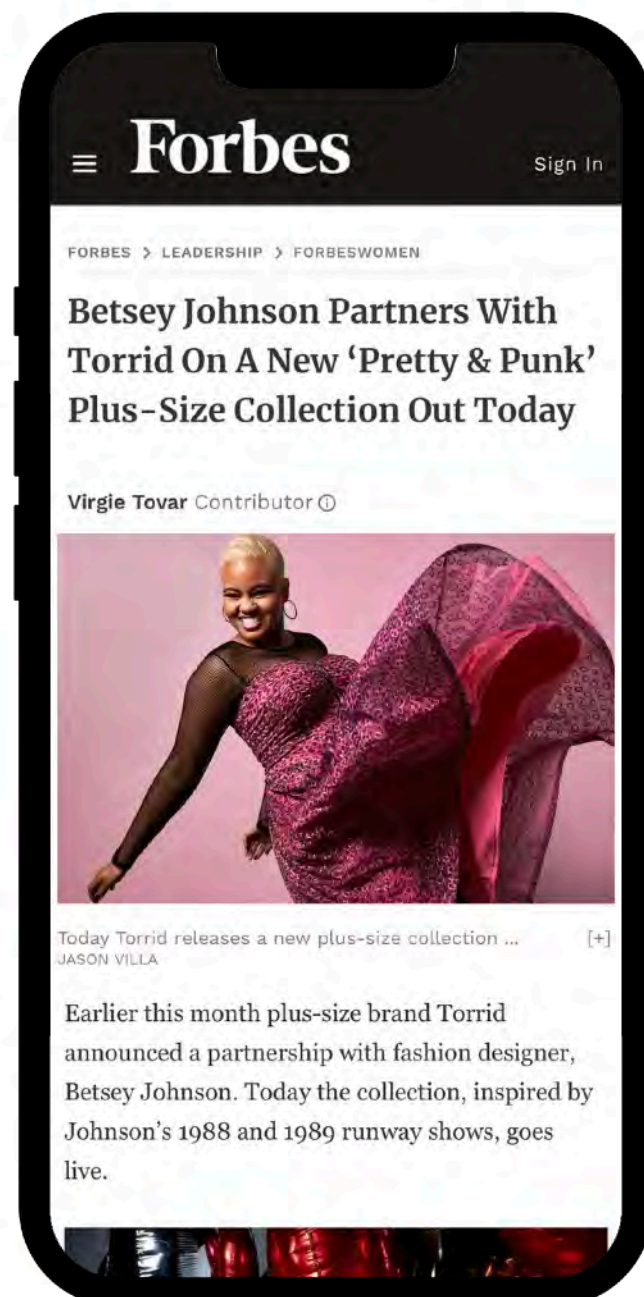 Forbes
Sign In
FORBES > LEADERSHIP > FORBESWOMEN
Betsey Johnson Partners With
Torrid On A New ‘Pretty & Punk’
Plus-Size Collection Out Today
Virgie Tovar Contributor
Today Torrid releases a new plus-size collection ... [+]
JASON VILLA
Earlier this month plus-size brand Torrid
announced a partnership with fashion designer,
Betsey Johnson. Today the collection, inspired by
Johnson’s 1988 and 1989 runway shows, goes
live.